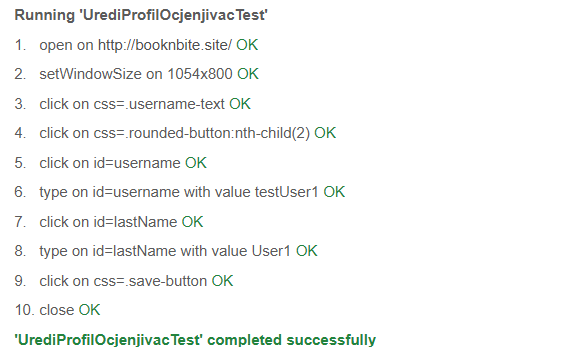 Running 'UrediProfilOcjenjivacTest'
1. open on http://booknbite.site/ OK
2. setWindowSize on 1054x800 OK
3. click on css=.username-text OK
4. click on css=.rounded-button:nth-child(2) OK
5. click on id=username OK
6. type on id=username with value testUser1 OK
7. click on id=lastName OK
8. type on id=lastName with value User1 OK
9. click on css=.save-button OK
10. close OK
'UrediProfilOcjenjivacTest' completed successfully